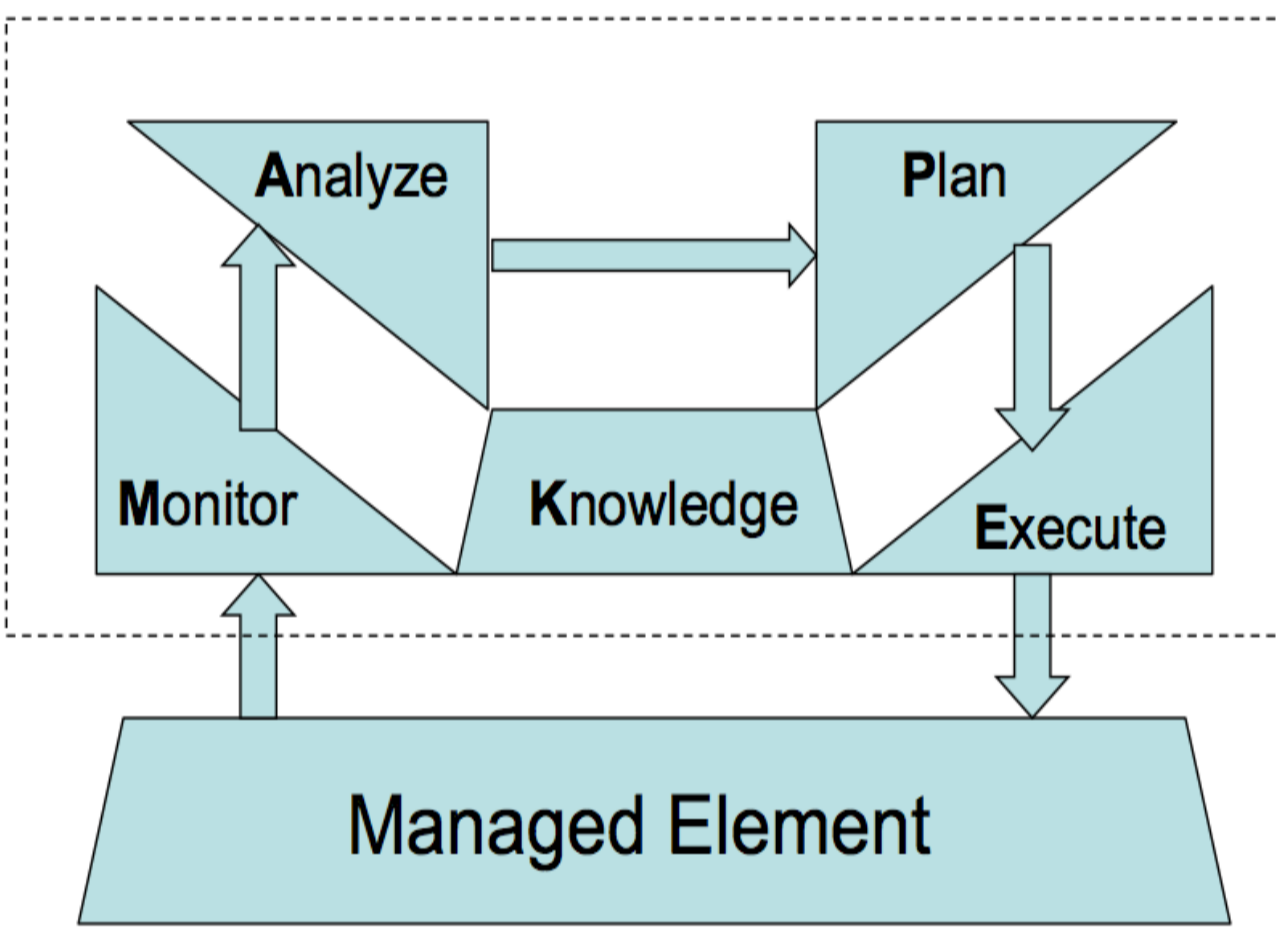 Analyze
Plan
Monitor
Knowledge
Execute
Managed Element